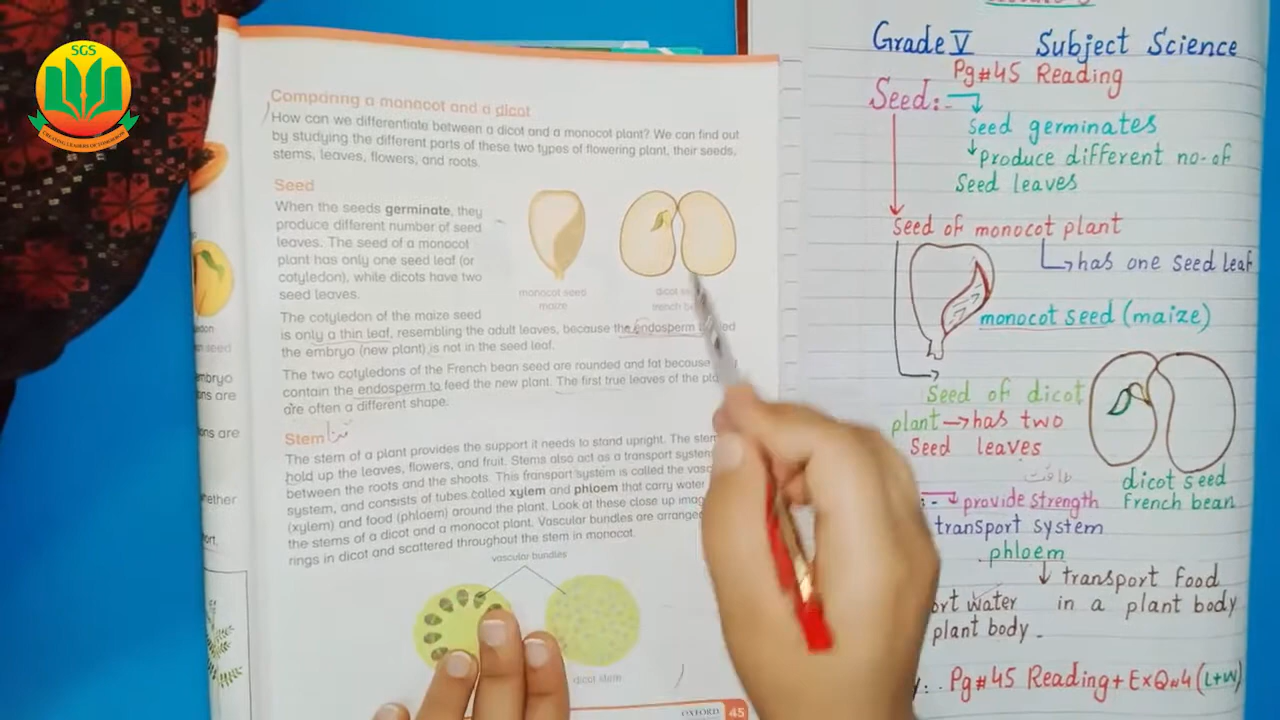 SGS
CREATING LEADERS OF TOMORROW
Comparing a monocot and a dicot
How can we differentiate between a dicot and a monocot plant? We can find out
by studying the different parts of these two types of flowering plant, their seeds,
stems, leaves, flowers, and roots.
Seed
When the seeds germinate, they
produce different number of seed
leaves. The seed of a monocot
plant has only one seed leaf (or
cotyledon), while dicots have two
seed leaves.
monocot seed
maize
dicot
french
The cotyledon of the maize seed
is only a thin leaf, resembling the adult leaves, because the endosperm
the embryo (new plant) is not in the seed leaf.
The two cotyledons of the French bean seed are rounded and fat because
contain the endosperm to feed the new plant. The first true leaves of the
are often a different shape.
Stem تنا
The stem of a plant provides the support it needs to stand upright. The
hold up the leaves, flowers, and fruit. Stems also act as a transport
between the roots and the shoots. This transport system is called the
system, and consists of tubes called xylem and phloem that carry water
(xylem) and food (phloem) around the plant. Look at these close up
the stems of a dicot and a monocot plant. Vascular bundles are
rings in dicot and scattered throughout the stem in monocot.
vascular bundles
dicot stem
OXFORD 45
seed
ons are
ons are
Grade V Subject Science
Pg#45 Reading
Seed:-
Seed germinates
produce different no-of
Seed leaves
Seed of monocot plant
has one seed leaf
monocot seed (maize)
Seed of dicot
plant → has two
Seed leaves
dicot seed
French bean
طاقت
:- provide strength
transport system
phloem
transport food
in a plant body
water
plant body.
Pg#45 Reading + Ex Q#4 (L+W)